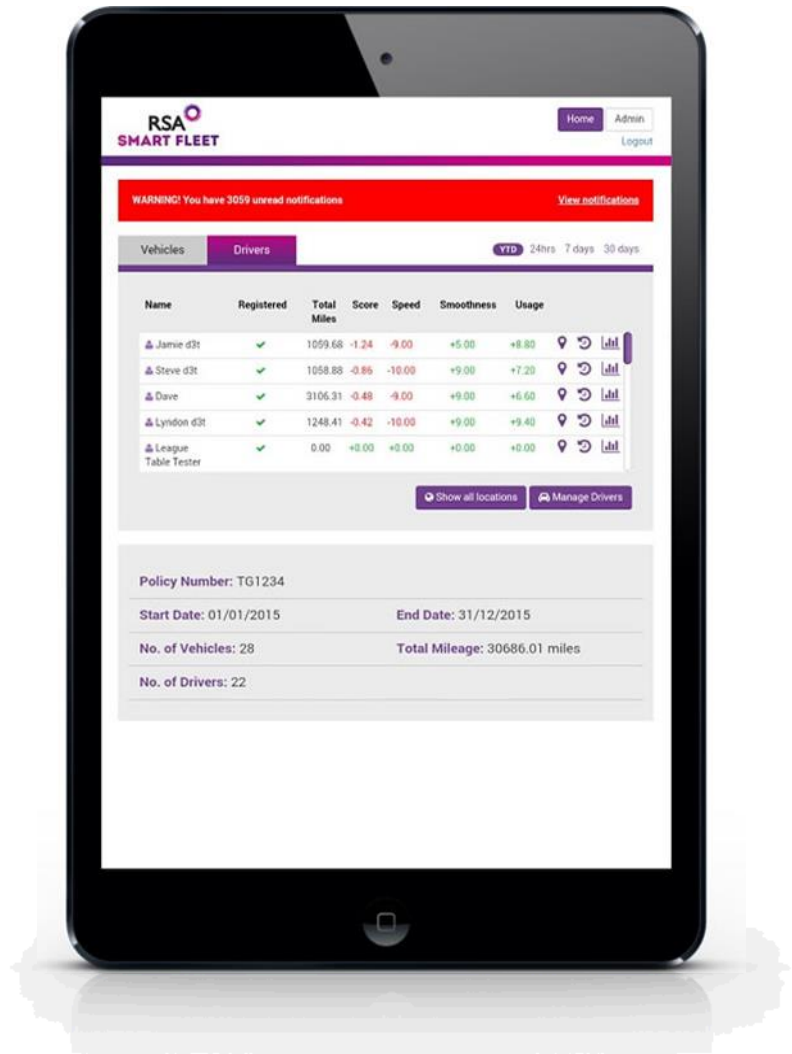 RSA
SMART FLEET
Home Admin
Logout
WARNING! You have 3059 unread notifications View notifications
Vehicles Drivers YTD 24hrs 7 days 30 days
Name Registered Total Miles Score Speed Smoothness Usage
Jamie d3t 1059.68 -1.24 -9.00 +5.00 +8.80
Steve d3t 1058.88 -0.86 -10.00 +9.00 +7.20
Dave 3106.31 -0.48 -9.00 +9.00 +6.60
Lyndon d3t 1248.41 -0.42 -10.00 +9.00 +9.40
League Table Tester 0.00 +0.00 +0.00 +0.00 +0.00
Show all locations Manage Drivers
Policy Number: TG1234
Start Date: 01/01/2015 End Date: 31/12/2015
No. of Vehicles: 28 Total Mileage: 30686.01 miles
No. of Drivers: 22